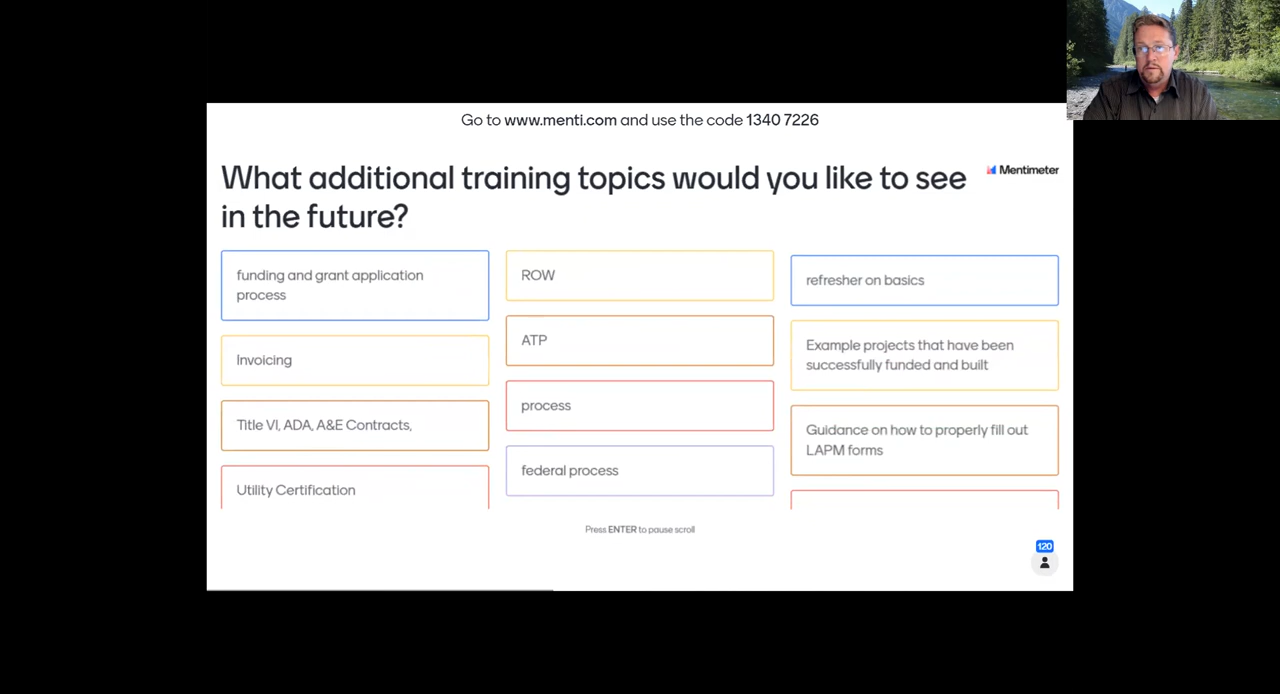 Go to www.menti.com and use the code 1340 7226
What additional training topics would you like to see
in the future?
Mentimeter
funding and grant application
process
Invoicing
Title VI, ADA, A&E Contracts,
Utility Certification
ROW
ATP
process
federal process
refresher on basics
Example projects that have been
successfully funded and built
Guidance on how to properly fill out
LAPM forms
Press ENTER to pause scroll
120